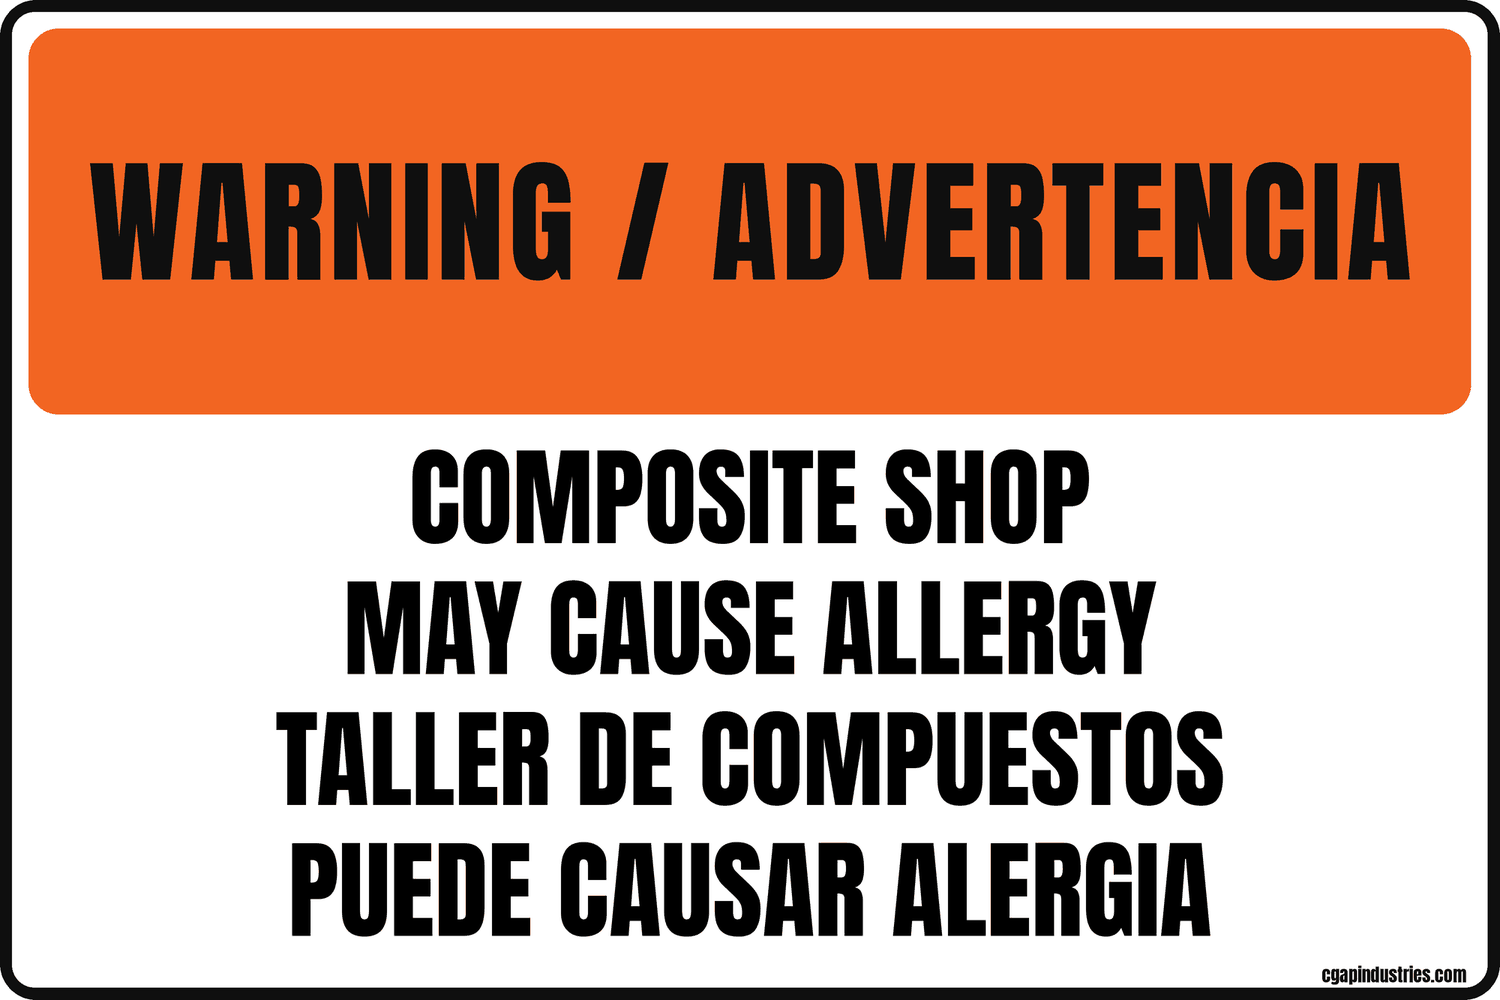 WARNING / ADVERTENCIA
COMPOSITE SHOP
MAY CAUSE ALLERGY
TALLER DE COMPUESTOS
PUEDE CAUSAR ALERGIA
cgapindustries.com